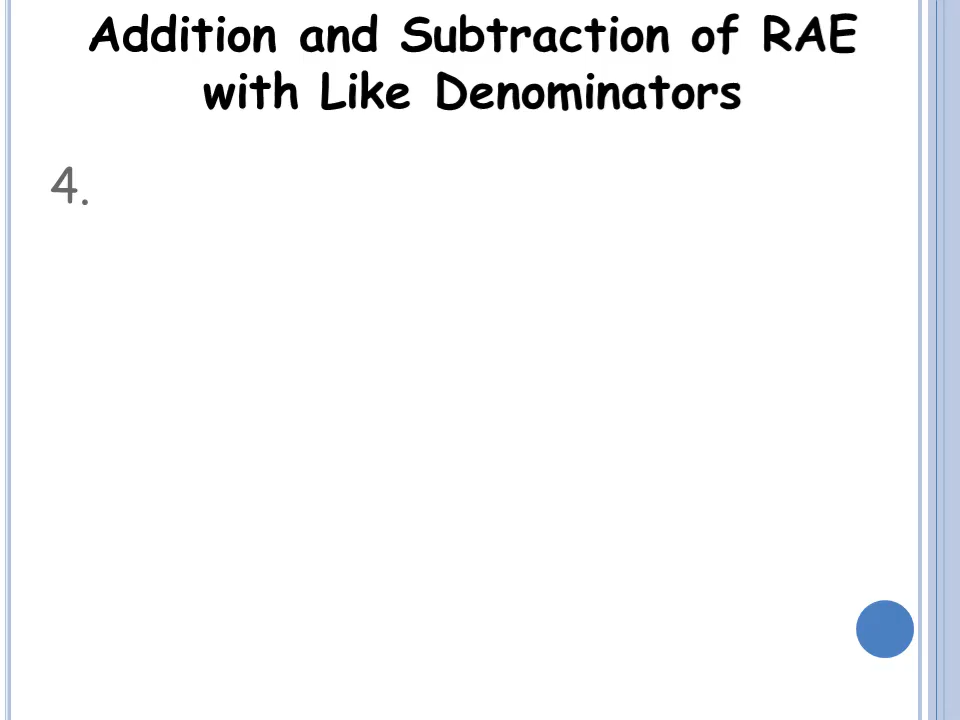 Addition and Subtraction of RAE
with Like Denominators
4.